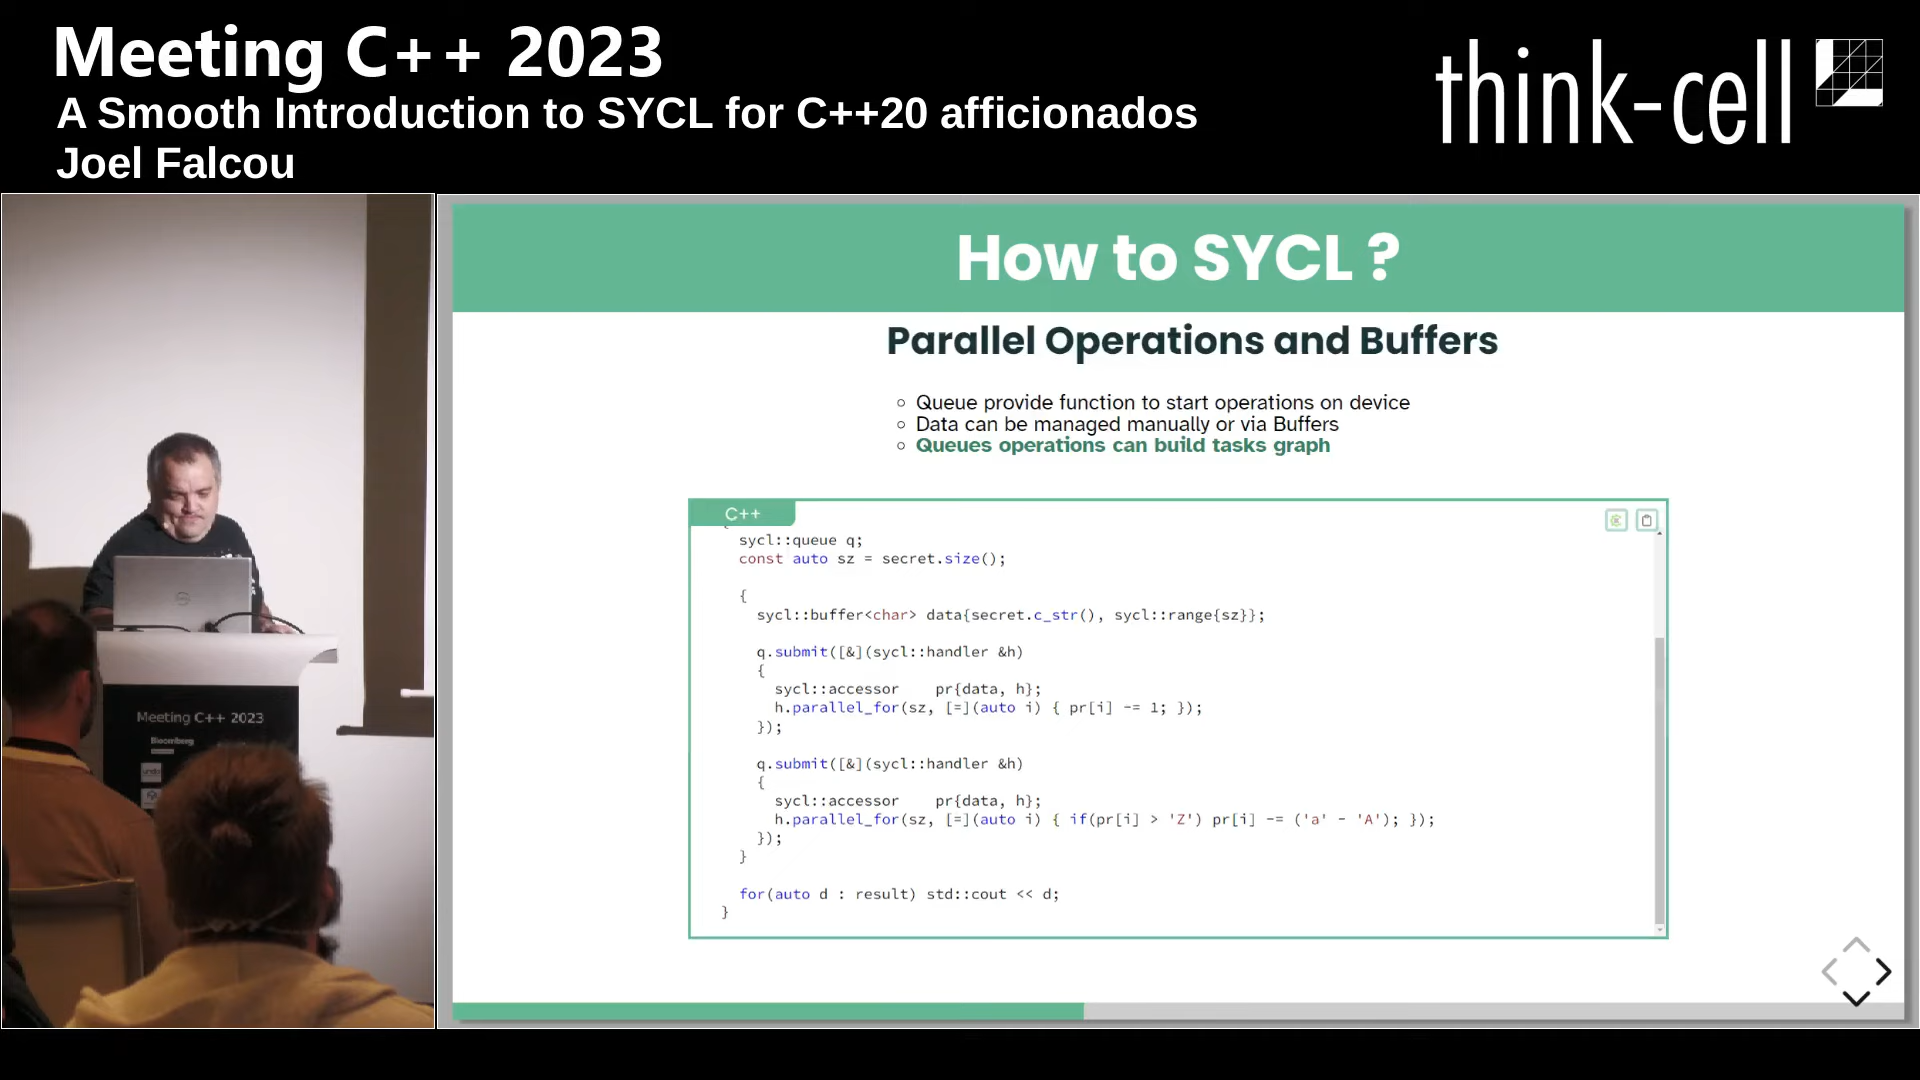 Meeting C++ 2023
A Smooth Introduction to SYCL for C++20 afficionados
Joel Falcou
think-cell
Meeting C++ 2023
Bloomberg
undo
How to SYCL ?
Parallel Operations and Buffers
Queue provide function to start operations on device
Data can be managed manually or via Buffers
Queues operations can build tasks graph
C++
sycl::queue q;
const auto sz = secret.size();
{
sycl::buffer<char> data{secret.c_str(), sycl::range{sz}};
q.submit([&](sycl::handler &h)
{
sycl::accessor    pr{data, h};
h.parallel_for(sz, [=](auto i) { pr[i] -= 1; });
});
q.submit([&](sycl::handler &h)
{
sycl::accessor    pr{data, h};
h.parallel_for(sz, [=](auto i) { if(pr[i] > 'Z') pr[i] -= ('a' - 'A'); });
});
}
for(auto d : result) std::cout << d;
}